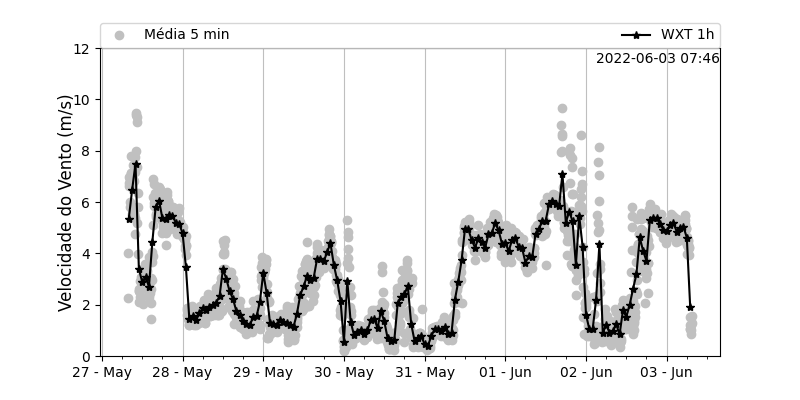 Média 5 min
WXT 1h
2022-06-03 07:46
Velocidade do Vento (m/s)
12
10
8
6
4
2
0
27 - May
28 - May
29 - May
30 - May
31 - May
01 - Jun
02 - Jun
03 - Jun